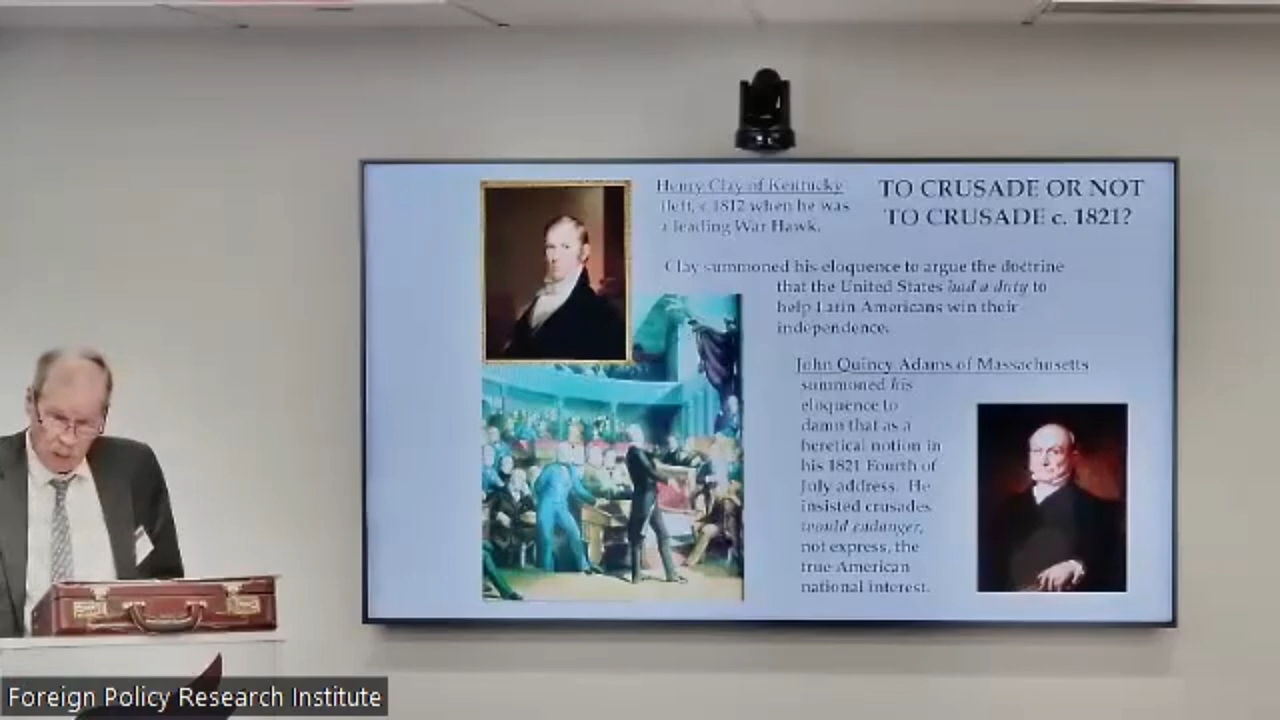 Henry Clay of Kentucky
(left, c.1812 when he was
a leading War Hawk.
TO CRUSADE OR NOT
TO CRUSADE c. 1821?
Clay summoned his eloquence to argue the doctrine
that the United States had a duty to
help Latin Americans win their
independence.
John Quincy Adams of Massachusetts
summoned his
eloquence to
damn that as a
heretical notion in
his 1821 Fourth of
July address. He
insisted crusades
would endanger,
not express, the
true American
national interest.
Foreign Policy Research Institute